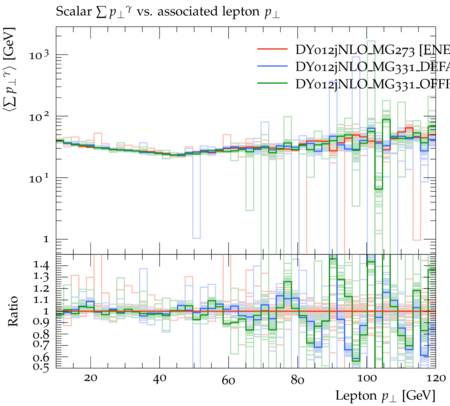 Scalar ∑ p⊥γ vs. associated lepton p⊥
⟨∑ p⊥γ⟩ [GeV]
DY012jNLO_MG273 [ENE
DY012jNLO_MG331_DEFA
DY012jNLO_MG331_OFFI
10³
10²
10¹
1
Ratio
1.4
1.3
1.2
1.1
1
0.9
0.8
0.7
0.6
0.5
20 40 60 80 100 120
Lepton p⊥ [GeV]